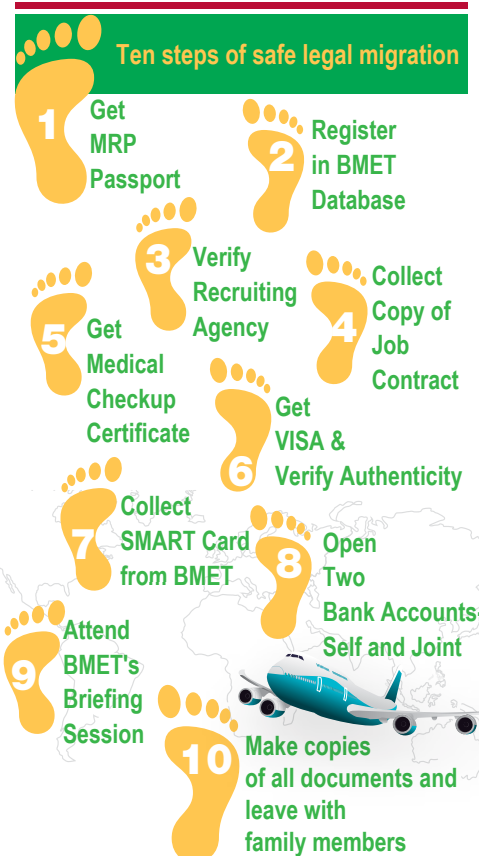 Ten steps of safe legal migration
1
Get
MRP
Passport
2
Register
in BMET
Database
3
Verify
Recruiting
Agency
4
Collect
Copy of
Job
Contract
5
Get
Medical
Checkup
Certificate
6
Get
VISA &
Verify Authenticity
7
Collect
SMART Card
from BMET
8
Open
Two
Bank Accounts-
Self and Joint
9
Attend
BMET's
Briefing
Session
10
Make copies
of all documents and
leave with
family members